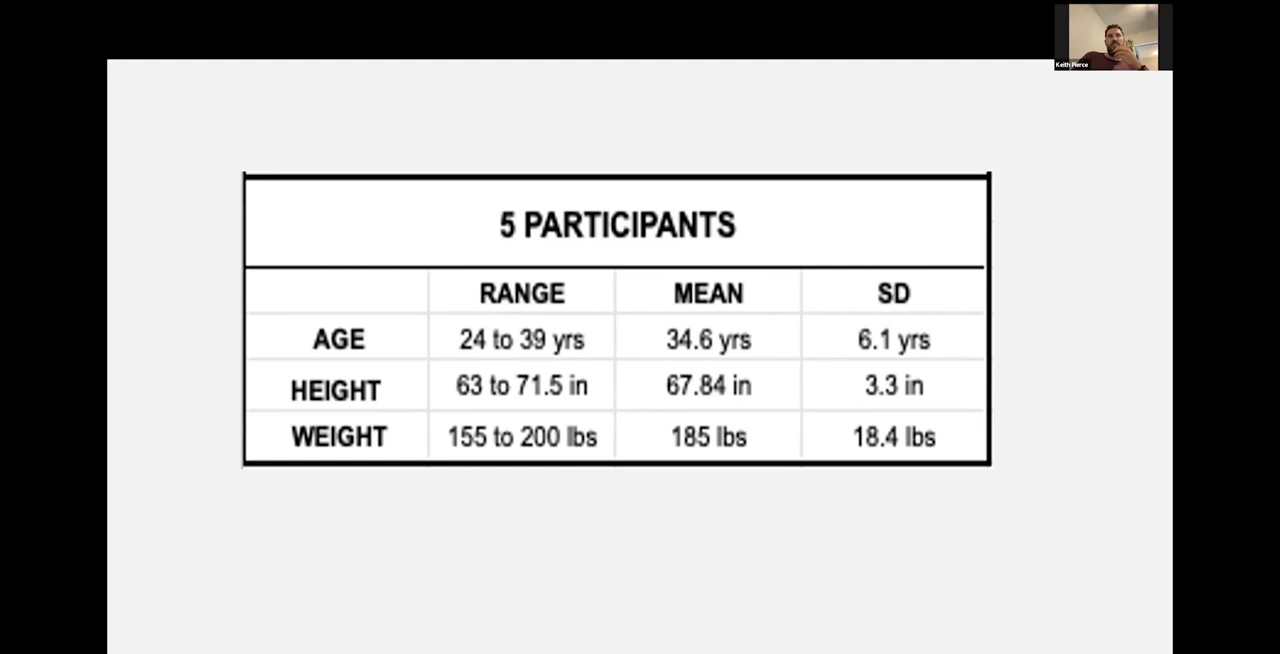 Keith Pierce
5 PARTICIPANTS
RANGE MEAN SD
AGE 24 to 39 yrs 34.6 yrs 6.1 yrs
HEIGHT 63 to 71.5 in 67.84 in 3.3 in
WEIGHT 155 to 200 lbs 185 lbs 18.4 lbs